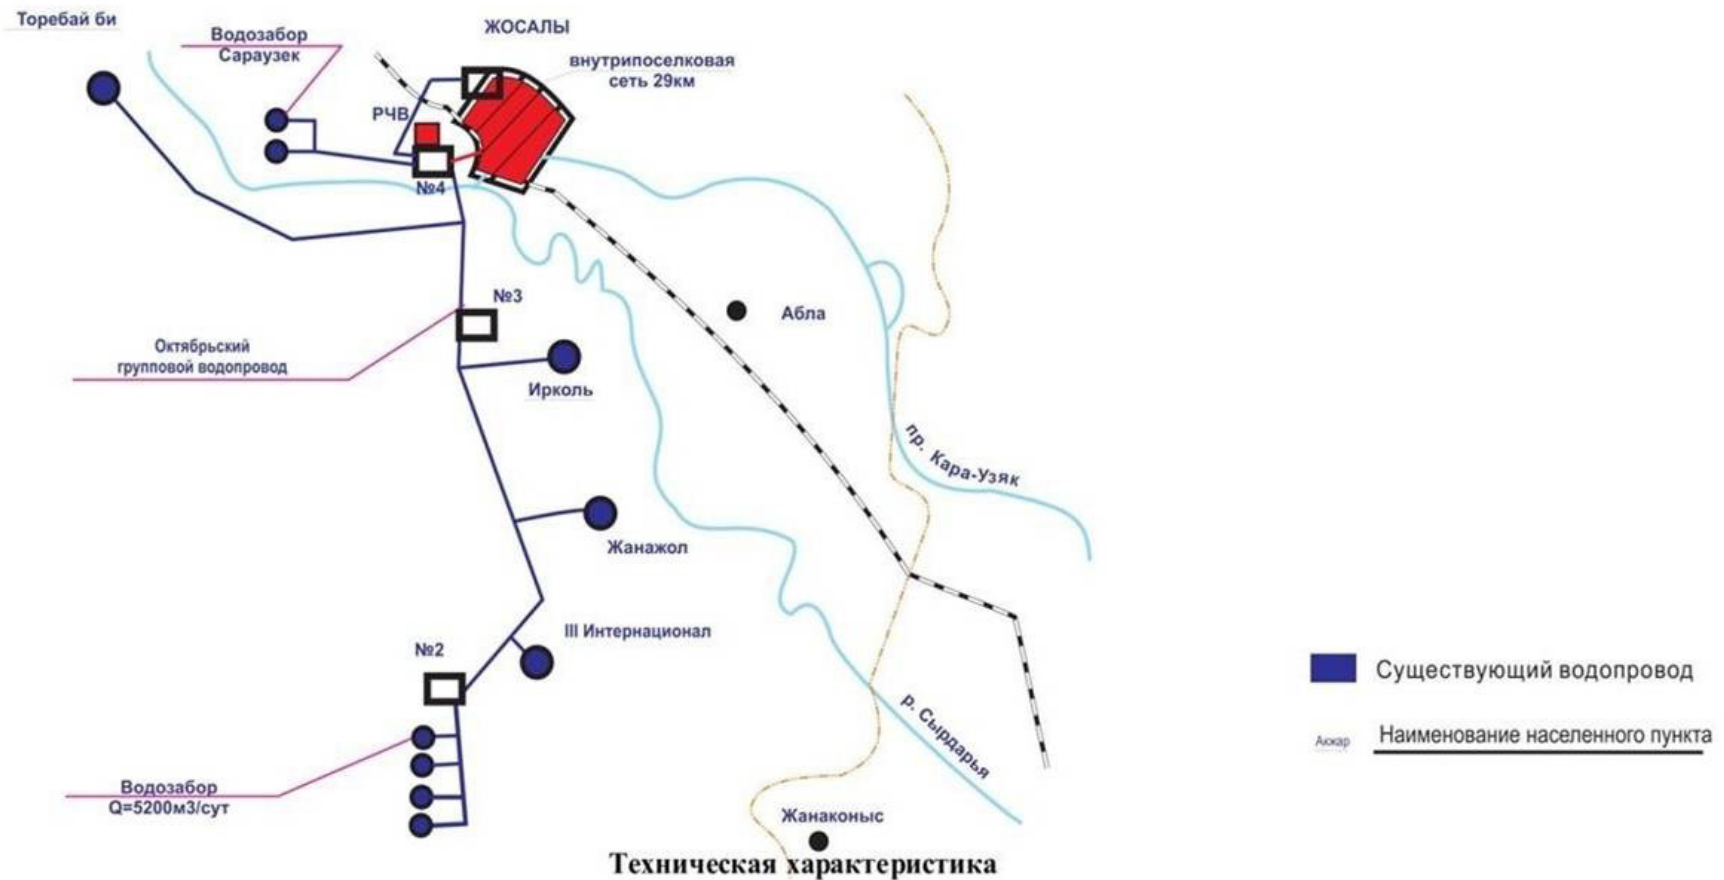 Торебай би
Водозабор
Сараузек
ЖОСАЛЫ
внутрипоселковая
сеть 29км
РЧВ
№4
№3
Абла
Октябрьский
групповой водопровод
Ирколь
пр. Кара-Узяк
Жанажол
III Интернационал
№2
р. Сырдарья
Водозабор
Q=5200м3/сут
Жанаконыс
Техническая характеристика
Существующий водопровод
Акжар
Наименование населенного пункта